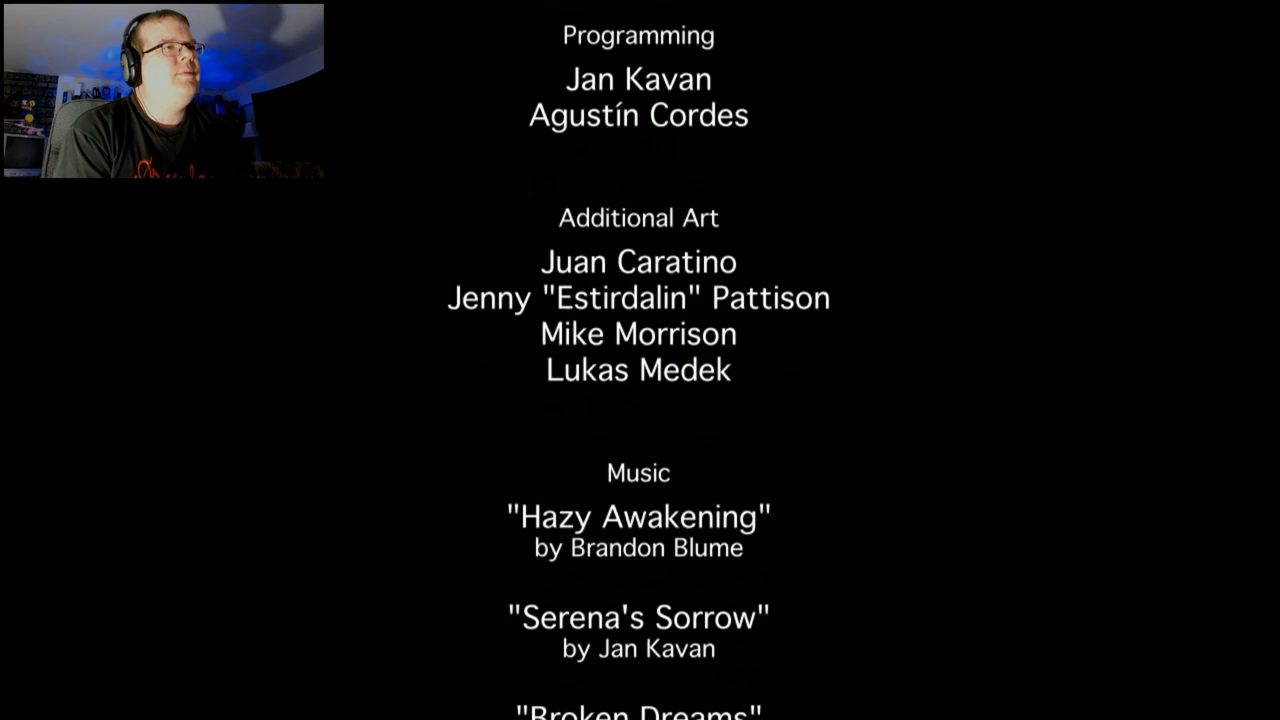 Programming
Jan Kavan
Agustín Cordes
Additional Art
Juan Caratino
Jenny "Estirdalin" Pattison
Mike Morrison
Lukas Medek
Music
"Hazy Awakening"
by Brandon Blume
"Serena's Sorrow"
by Jan Kavan
"Broken Dreams"